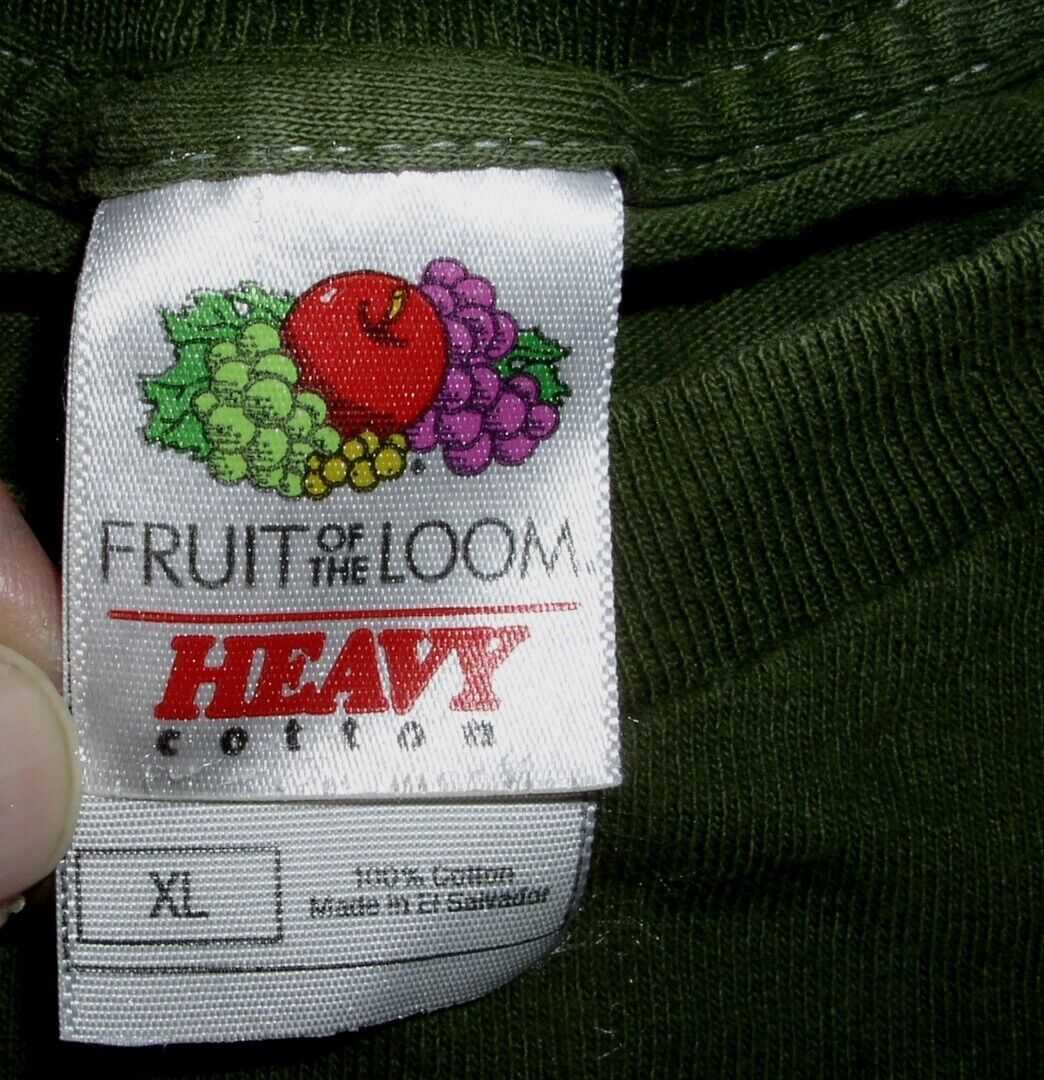 FRUIT OF THE LOOM
HEAVY
cotton
XL
100% Cotton
Made in El Salvador